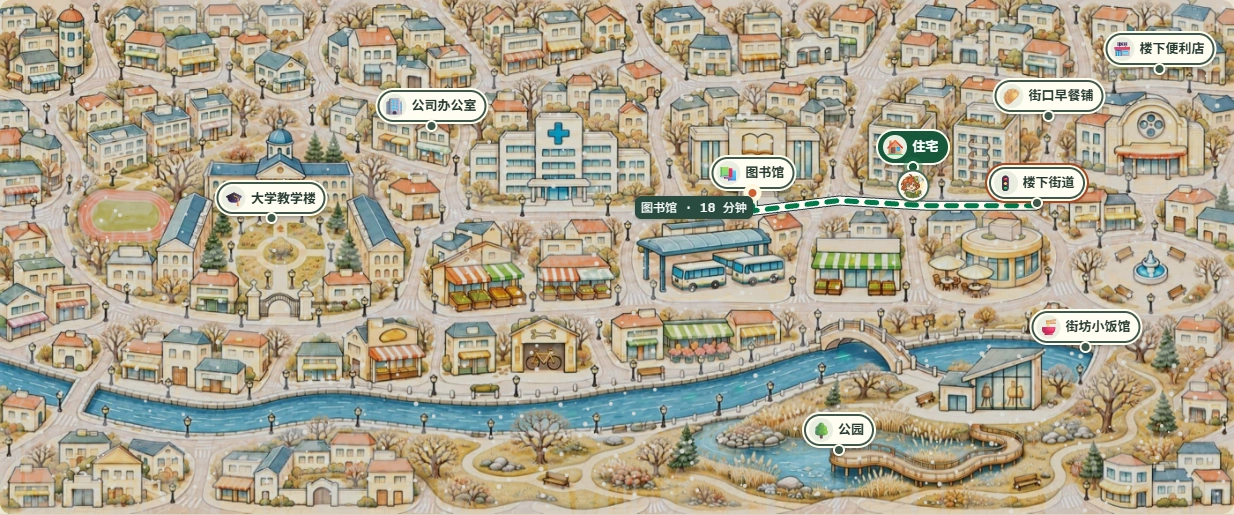 楼下便利店
街口早餐铺
公司办公室
住宅
图书馆
楼下街道
大学教学楼
图书馆 · 18 分钟
街坊小饭馆
公园